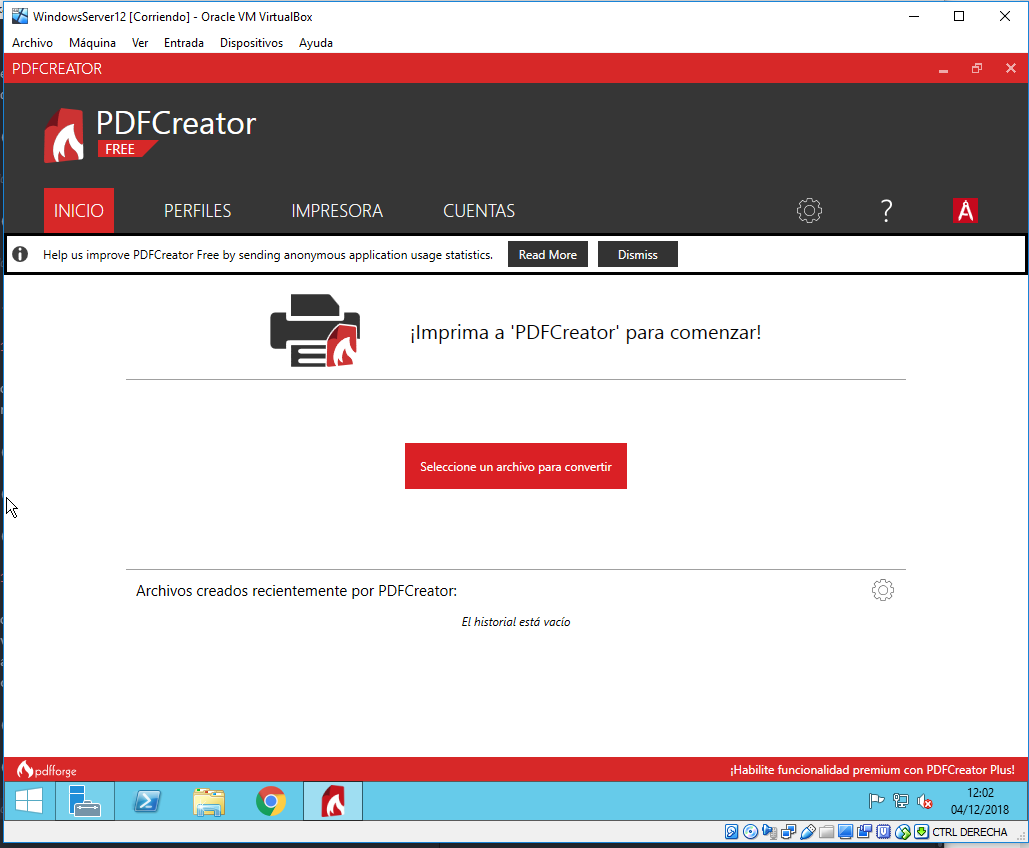 WindowsServer12 [Corriendo] - Oracle VM VirtualBox
Archivo Máquina Ver Entrada Dispositivos Ayuda
PDFCREATOR
PDFCreator
FREE
INICIO PERFILES IMPRESORA CUENTAS ?
Help us improve PDFCreator Free by sending anonymous application usage statistics. Read More Dismiss
¡Imprima a 'PDFCreator' para comenzar!
Seleccione un archivo para convertir
Archivos creados recientemente por PDFCreator:
El historial está vacío
pdfforge ¡Habilite funcionalidad premium con PDFCreator Plus!
12:02
04/12/2018
CTRL DERECHA